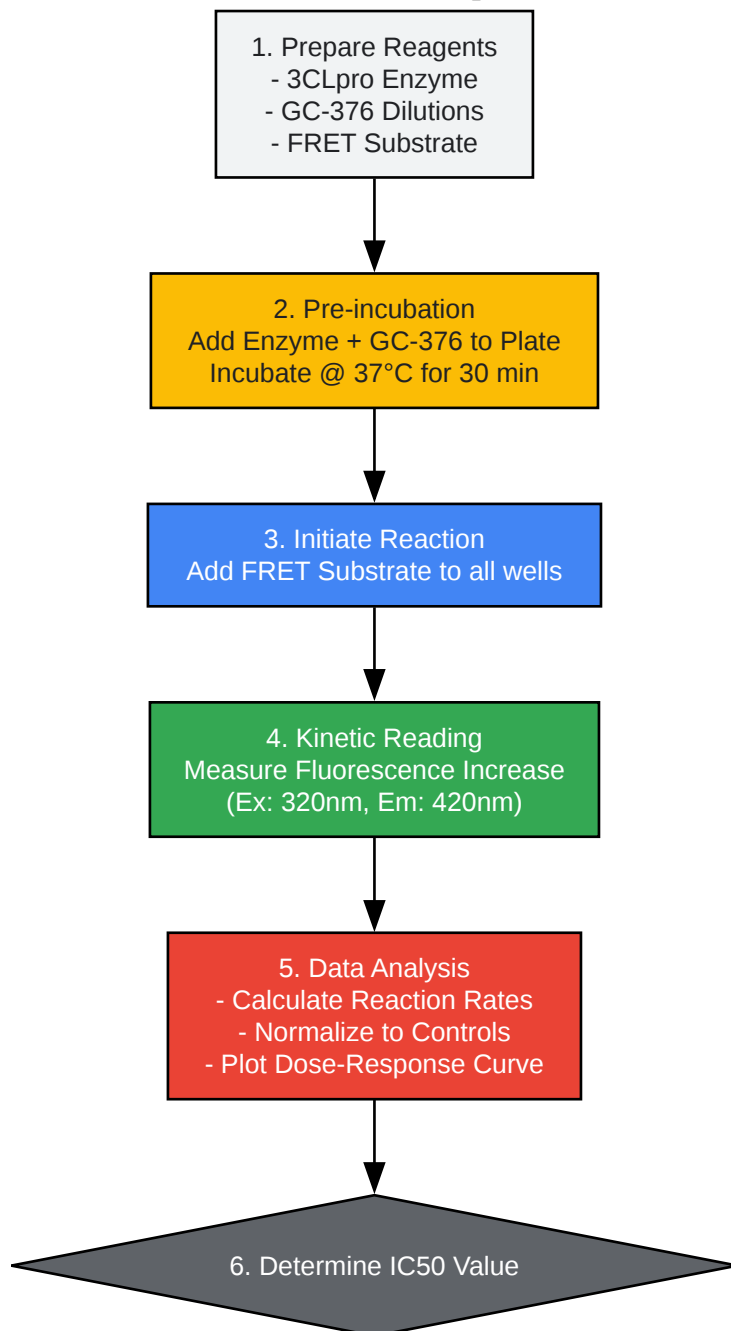 1. Prepare Reagents
- 3CLpro Enzyme
- GC-376 Dilutions
- FRET Substrate
2. Pre-incubation
Add Enzyme + GC-376 to Plate
Incubate @ 37°C for 30 min
3. Initiate Reaction
Add FRET Substrate to all wells
4. Kinetic Reading
Measure Fluorescence Increase
(Ex: 320nm, Em: 420nm)
5. Data Analysis
- Calculate Reaction Rates
- Normalize to Controls
- Plot Dose-Response Curve
6. Determine IC50 Value